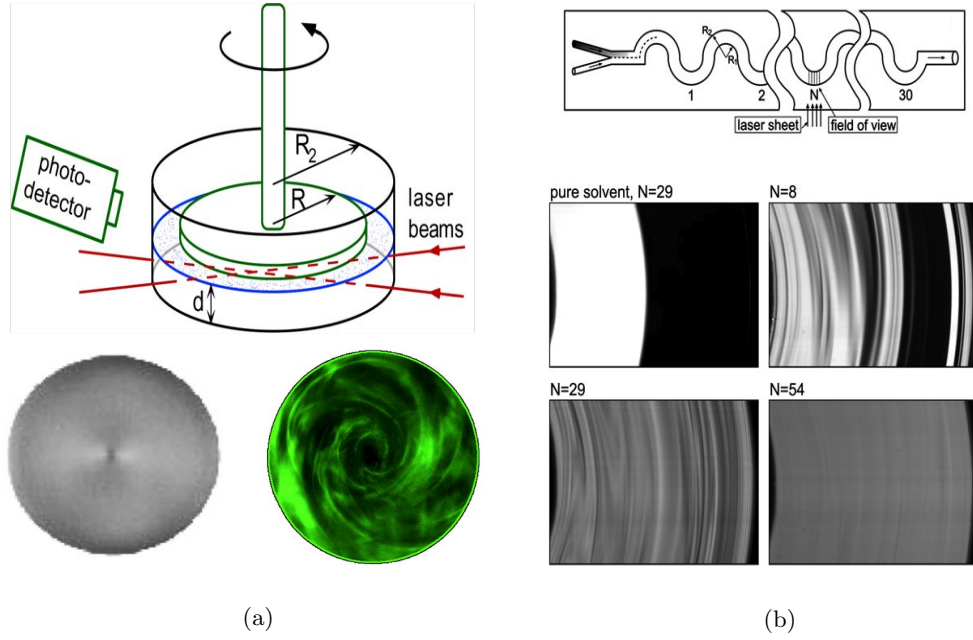 photo-
detector
R₂
R
laser
beams
d
(a)
R₂
R₁
1
2
N
30
laser sheet
field of view
pure solvent, N=29
N=8
N=29
N=54
(b)